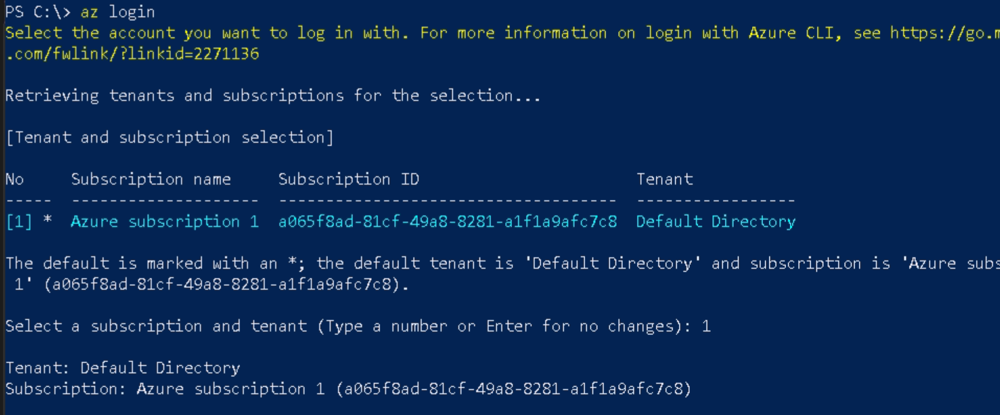 PS C:\> az login
Select the account you want to log in with. For more information on login with Azure CLI, see https://go.m
.com/fwlink/?linkid=2271136
Retrieving tenants and subscriptions for the selection...
[Tenant and subscription selection]
No     Subscription name     Subscription ID                       Tenant
-----  --------------------  ------------------------------------  -----------------
[1] *  Azure subscription 1  a065f8ad-81cf-49a8-8281-a1f1a9afc7c8  Default Directory
The default is marked with an *; the default tenant is 'Default Directory' and subscription is 'Azure subs
 1' (a065f8ad-81cf-49a8-8281-a1f1a9afc7c8).
Select a subscription and tenant (Type a number or Enter for no changes): 1
Tenant: Default Directory
Subscription: Azure subscription 1 (a065f8ad-81cf-49a8-8281-a1f1a9afc7c8)